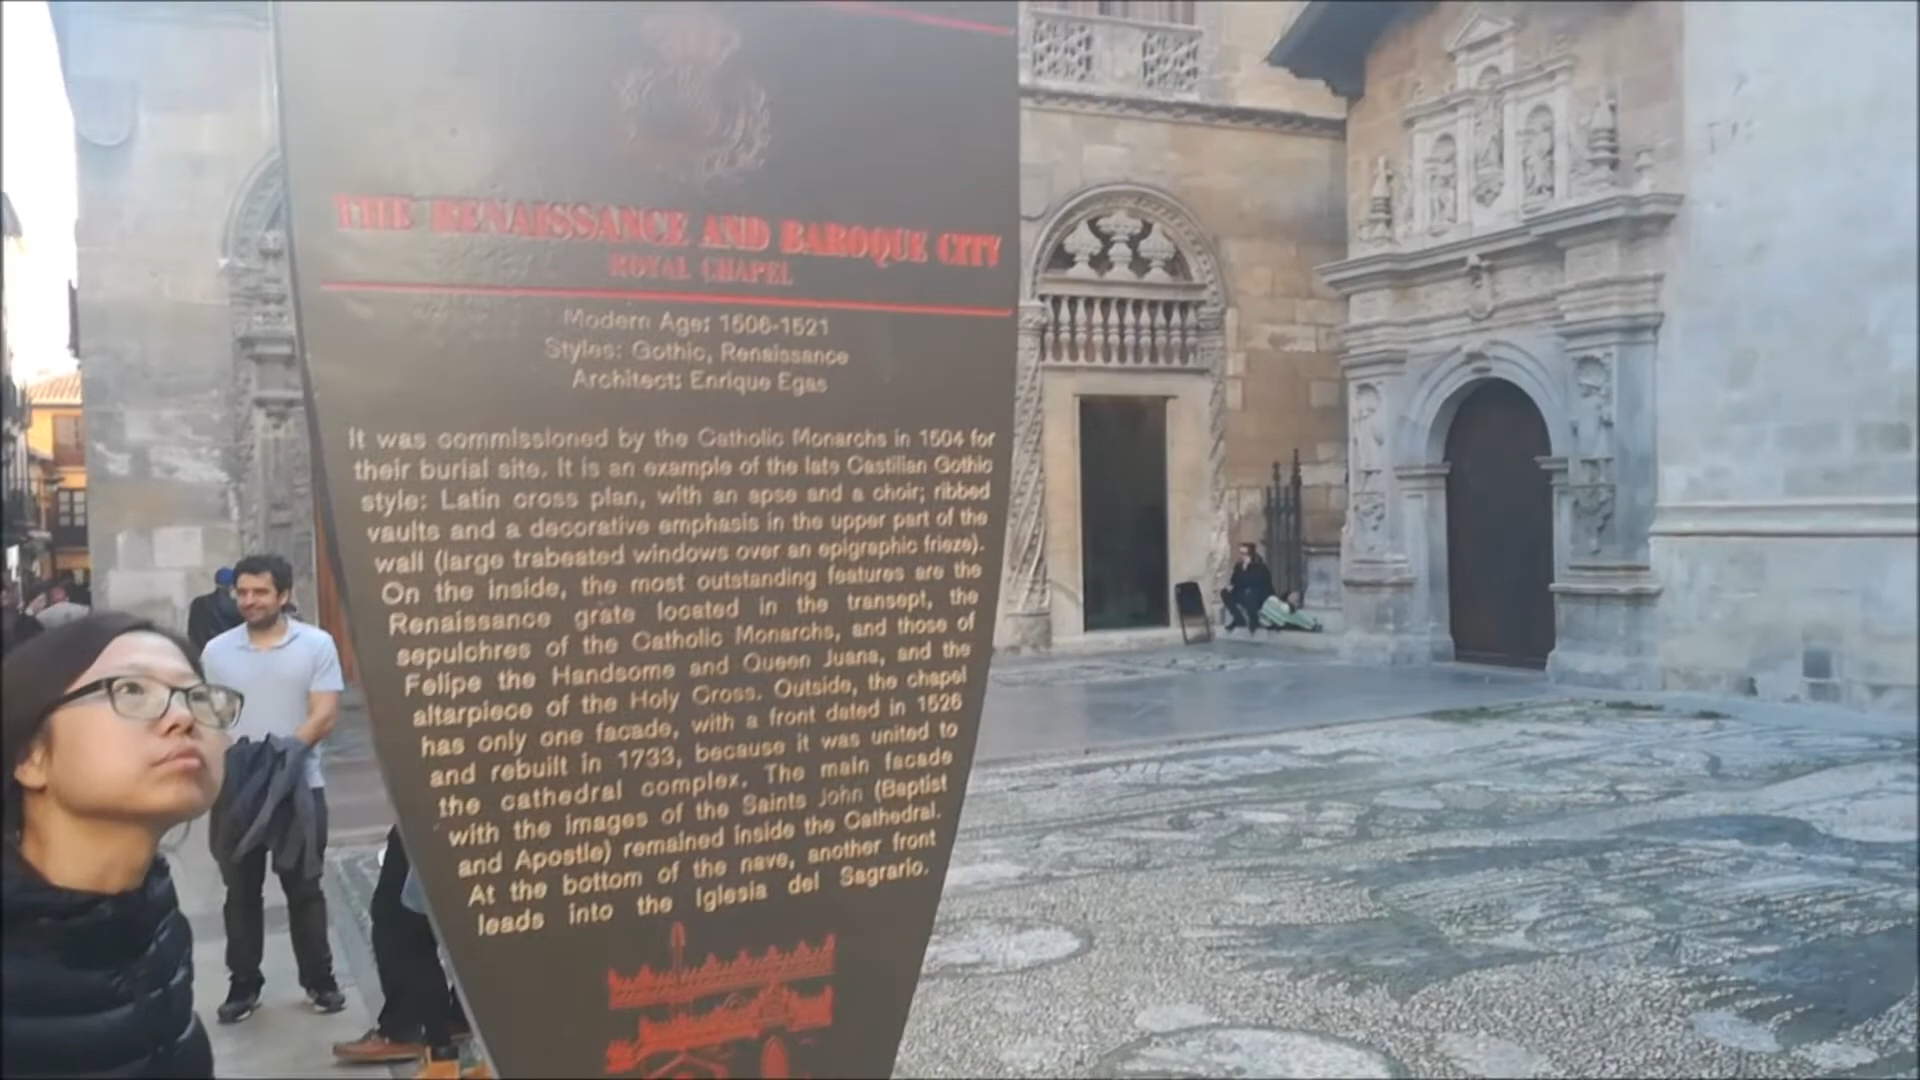 THE RENAISSANCE AND BAROQUE CITY
ROYAL CHAPEL
Modern Age: 1506-1521
Styles: Gothic, Renaissance
Architect: Enrique Egas
It was commissioned by the Catholic Monarchs in 1504 for
their burial site. It is an example of the late Castilian Gothic
style: Latin cross plan, with an apse and a choir; ribbed
vaults and a decorative emphasis in the upper part of the
wall (large trabeated windows over an epigraphic frieze).
On the inside, the most outstanding features are the
Renaissance grate located in the transept, the
sepulchres of the Catholic Monarchs, and those of
Felipe the Handsome and Queen Juana, and the
altarpiece of the Holy Cross. Outside, the chapel
has only one facade, with a front dated in 1526
and rebuilt in 1733, because it was united to
the cathedral complex. The main facade
with the images of the Saints John (Baptist
and Apostle) remained inside the Cathedral.
At the bottom of the nave, another front
leads into the Iglesia del Sagrario.